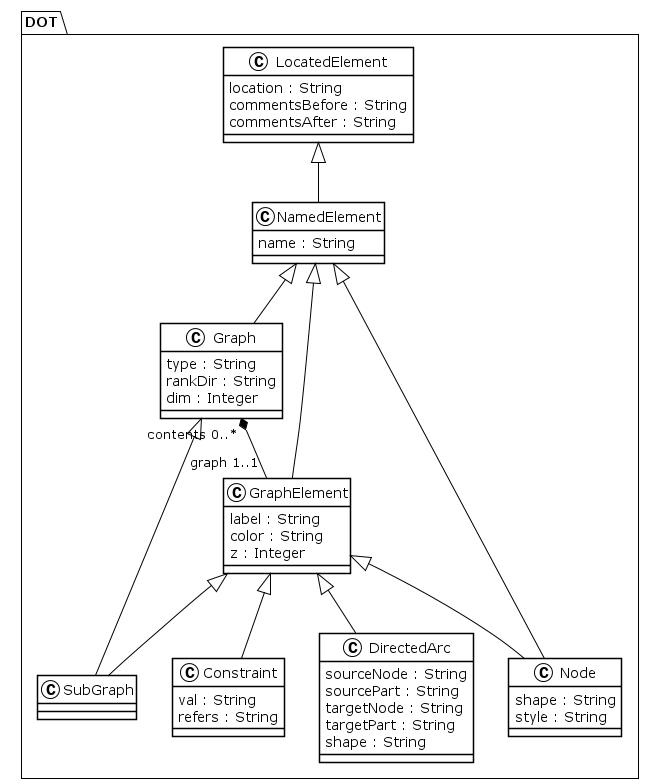 DOT
C LocatedElement
location : String
commentsBefore : String
commentsAfter : String
C NamedElement
name : String
C Graph
type : String
rankDir : String
dim : Integer
contents 0..*
graph 1..1
C GraphElement
label : String
color : String
z : Integer
C SubGraph
C Constraint
val : String
refers : String
C DirectedArc
sourceNode : String
sourcePart : String
targetNode : String
targetPart : String
shape : String
C Node
shape : String
style : String